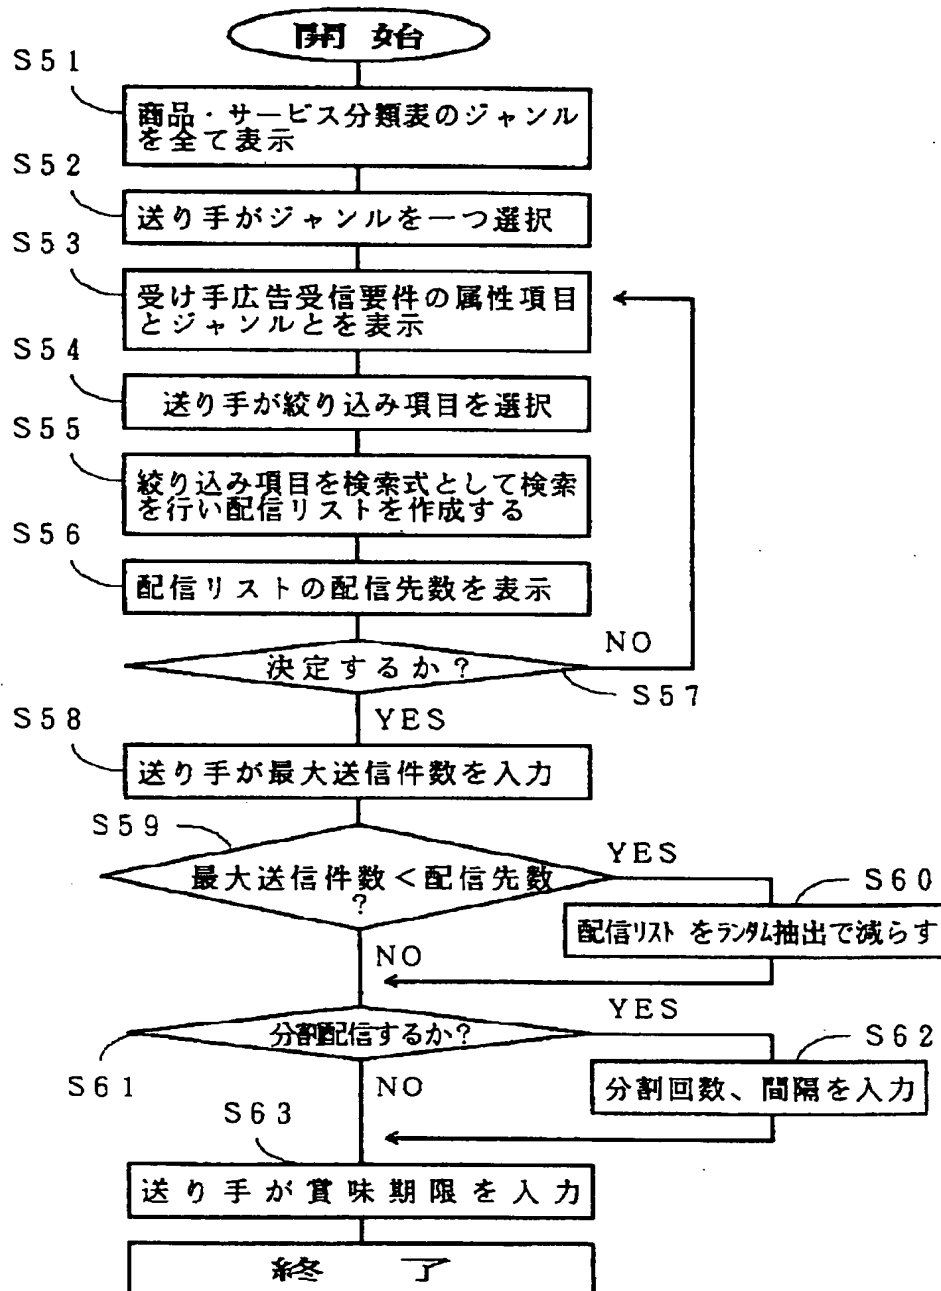 開 始
S51
商品・サービス分類表のジャンル
を全て表示
S52
送り手がジャンルを一つ選択
S53
受け手広告受信要件の属性項目
とジャンルとを表示
S54
送り手が絞り込み項目を選択
S55
絞り込み項目を検索式として検索
を行い配信リストを作成する
S56
配信リストの配信先数を表示
決定するか?
NO
S57
YES
S58
送り手が最大送信件数を入力
S59
最大送信件数<配信先数
?
YES
S60
配信リスト をランダム抽出で減らす
NO
分割配信するか?
YES
S61
S62
分割回数、間隔を入力
NO
S63
送り手が賞味期限を入力
終 了